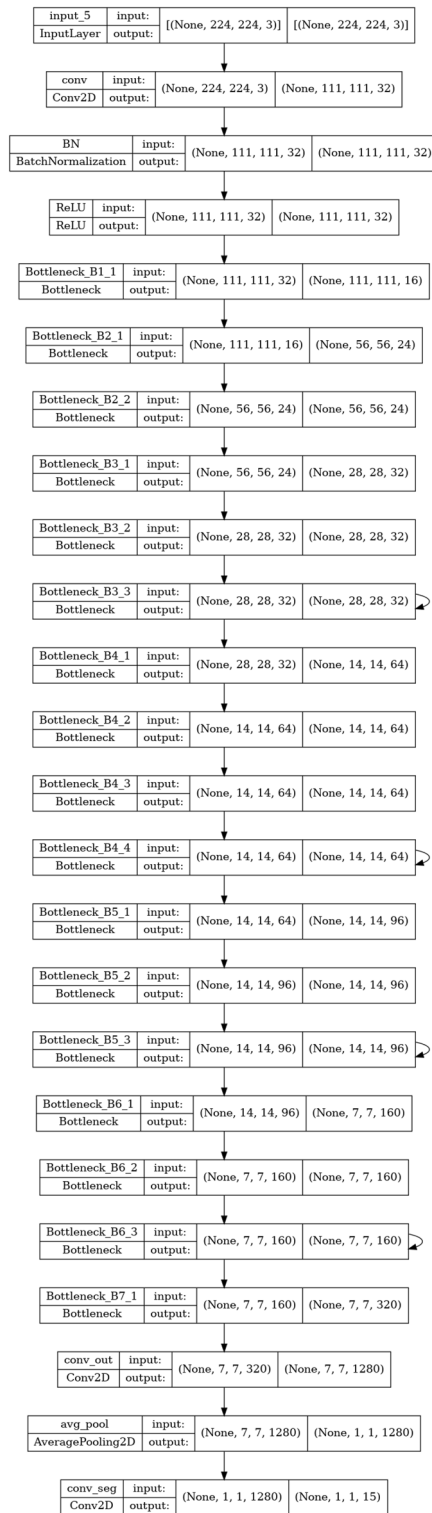 input_5 input: [(None, 224, 224, 3)] [(None, 224, 224, 3)]
InputLayer output:
conv input: (None, 224, 224, 3) (None, 111, 111, 32)
Conv2D output:
BN input: (None, 111, 111, 32) (None, 111, 111, 32)
BatchNormalization output:
ReLU input: (None, 111, 111, 32) (None, 111, 111, 32)
ReLU output:
Bottleneck_B1_1 input: (None, 111, 111, 32) (None, 111, 111, 16)
Bottleneck output:
Bottleneck_B2_1 input: (None, 111, 111, 16) (None, 56, 56, 24)
Bottleneck output:
Bottleneck_B2_2 input: (None, 56, 56, 24) (None, 56, 56, 24)
Bottleneck output:
Bottleneck_B3_1 input: (None, 56, 56, 24) (None, 28, 28, 32)
Bottleneck output:
Bottleneck_B3_2 input: (None, 28, 28, 32) (None, 28, 28, 32)
Bottleneck output:
Bottleneck_B3_3 input: (None, 28, 28, 32) (None, 28, 28, 32)
Bottleneck output:
Bottleneck_B4_1 input: (None, 28, 28, 32) (None, 14, 14, 64)
Bottleneck output:
Bottleneck_B4_2 input: (None, 14, 14, 64) (None, 14, 14, 64)
Bottleneck output:
Bottleneck_B4_3 input: (None, 14, 14, 64) (None, 14, 14, 64)
Bottleneck output:
Bottleneck_B4_4 input: (None, 14, 14, 64) (None, 14, 14, 64)
Bottleneck output:
Bottleneck_B5_1 input: (None, 14, 14, 64) (None, 14, 14, 96)
Bottleneck output:
Bottleneck_B5_2 input: (None, 14, 14, 96) (None, 14, 14, 96)
Bottleneck output:
Bottleneck_B5_3 input: (None, 14, 14, 96) (None, 14, 14, 96)
Bottleneck output:
Bottleneck_B6_1 input: (None, 14, 14, 96) (None, 7, 7, 160)
Bottleneck output:
Bottleneck_B6_2 input: (None, 7, 7, 160) (None, 7, 7, 160)
Bottleneck output:
Bottleneck_B6_3 input: (None, 7, 7, 160) (None, 7, 7, 160)
Bottleneck output:
Bottleneck_B7_1 input: (None, 7, 7, 160) (None, 7, 7, 320)
Bottleneck output:
conv_out input: (None, 7, 7, 320) (None, 7, 7, 1280)
Conv2D output:
avg_pool input: (None, 7, 7, 1280) (None, 1, 1, 1280)
AveragePooling2D output:
conv_seg input: (None, 1, 1, 1280) (None, 1, 1, 15)
Conv2D output: